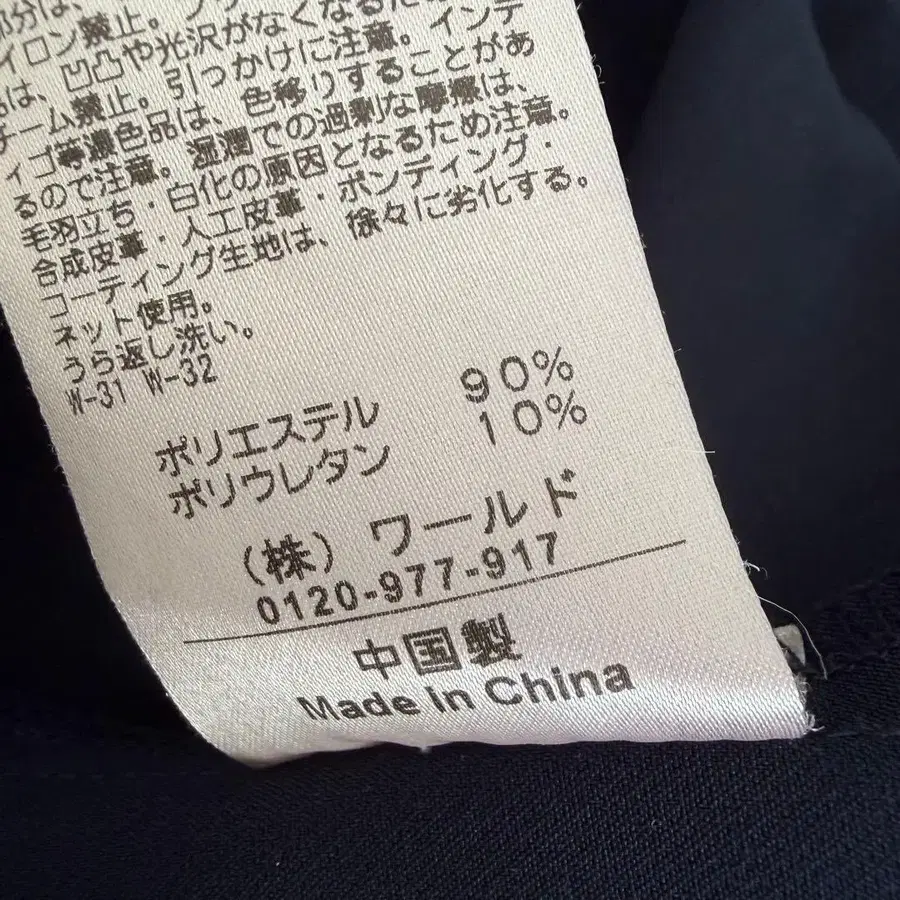 部分は、
イロン禁止。
品は、凹凸や光沢がなくなるため
チーム禁止。引っかけに注意。インデ
ィゴ等濃色品は、色移りすることがあ
るので注意。湿潤での過剰な摩擦は、
毛羽立ち・白化の原因となるため注意。
合成皮革・人工皮革・ボンディング・
コーティング生地は、徐々に劣化する。
ネット使用。
うら返し洗い。
W-31 W-32
ポリエステル 90%
ポリウレタン 10%
(株) ワールド
0120-977-917
中国製
Made in China